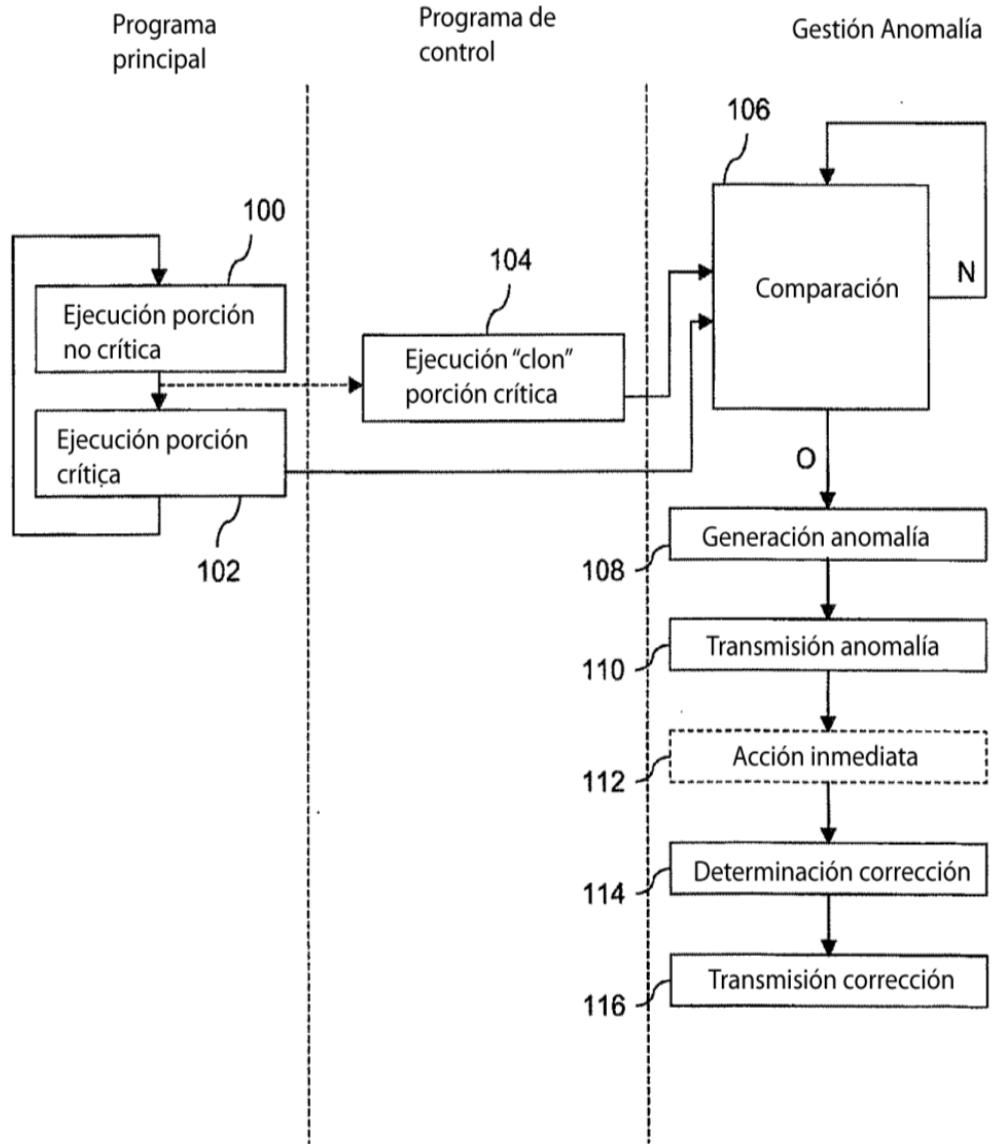 Programa
principal
Programa de
control
Gestión Anomalía
106
100
104
N
Comparación
Ejecución porción
no crítica
Ejecución "clon"
porción crítica
Ejecución porción
crítica
O
102
Generación anomalía
108
Transmisión anomalía
110
Acción inmediata
112
Determinación corrección
114
Transmisión corrección
116